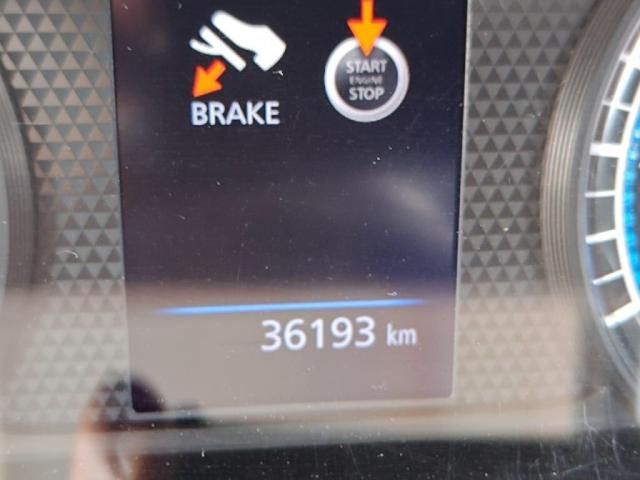 START
ENGINE
STOP
BRAKE
36193 km